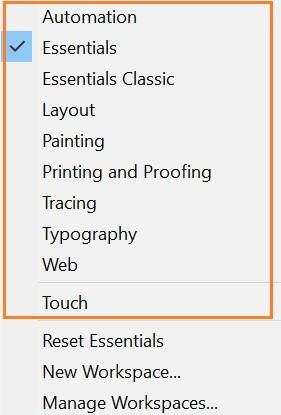 Automation
Essentials
Essentials Classic
Layout
Painting
Printing and Proofing
Tracing
Typography
Web
Touch
Reset Essentials
New Workspace...
Manage Workspaces...